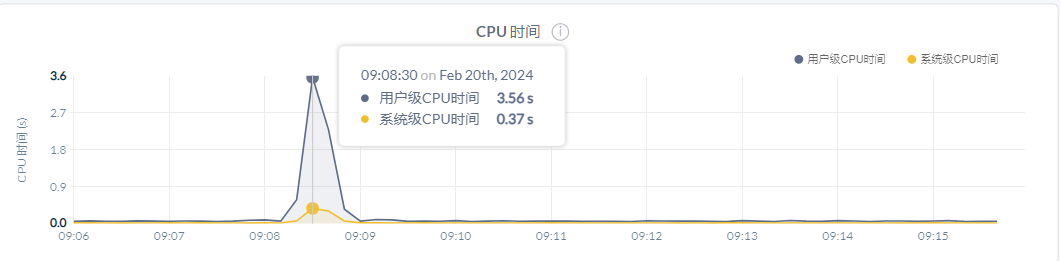 CPU 时间 ⓘ
用户级CPU时间 系统级CPU时间
09:08:30 on Feb 20th, 2024
用户级CPU时间 3.56 s
系统级CPU时间 0.37 s
CPU 时间 (s)
3.6
2.7
1.8
0.9
0.0
09:06 09:07 09:08 09:09 09:10 09:11 09:12 09:13 09:14 09:15